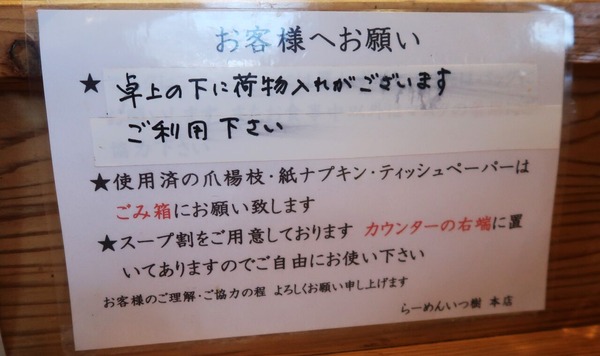 お客様へお願い
★卓上の下に荷物入れがございます
ご利用下さい
★使用済の爪楊枝・紙ナプキン・ティッシュペーパーは
ごみ箱にお願い致します
★スープ割をご用意しております カウンターの右端に置
いてありますのでご自由にお使い下さい
お客様のご理解・ご協力の程 よろしくお願い申し上げます
らーめんいつ樹 本店